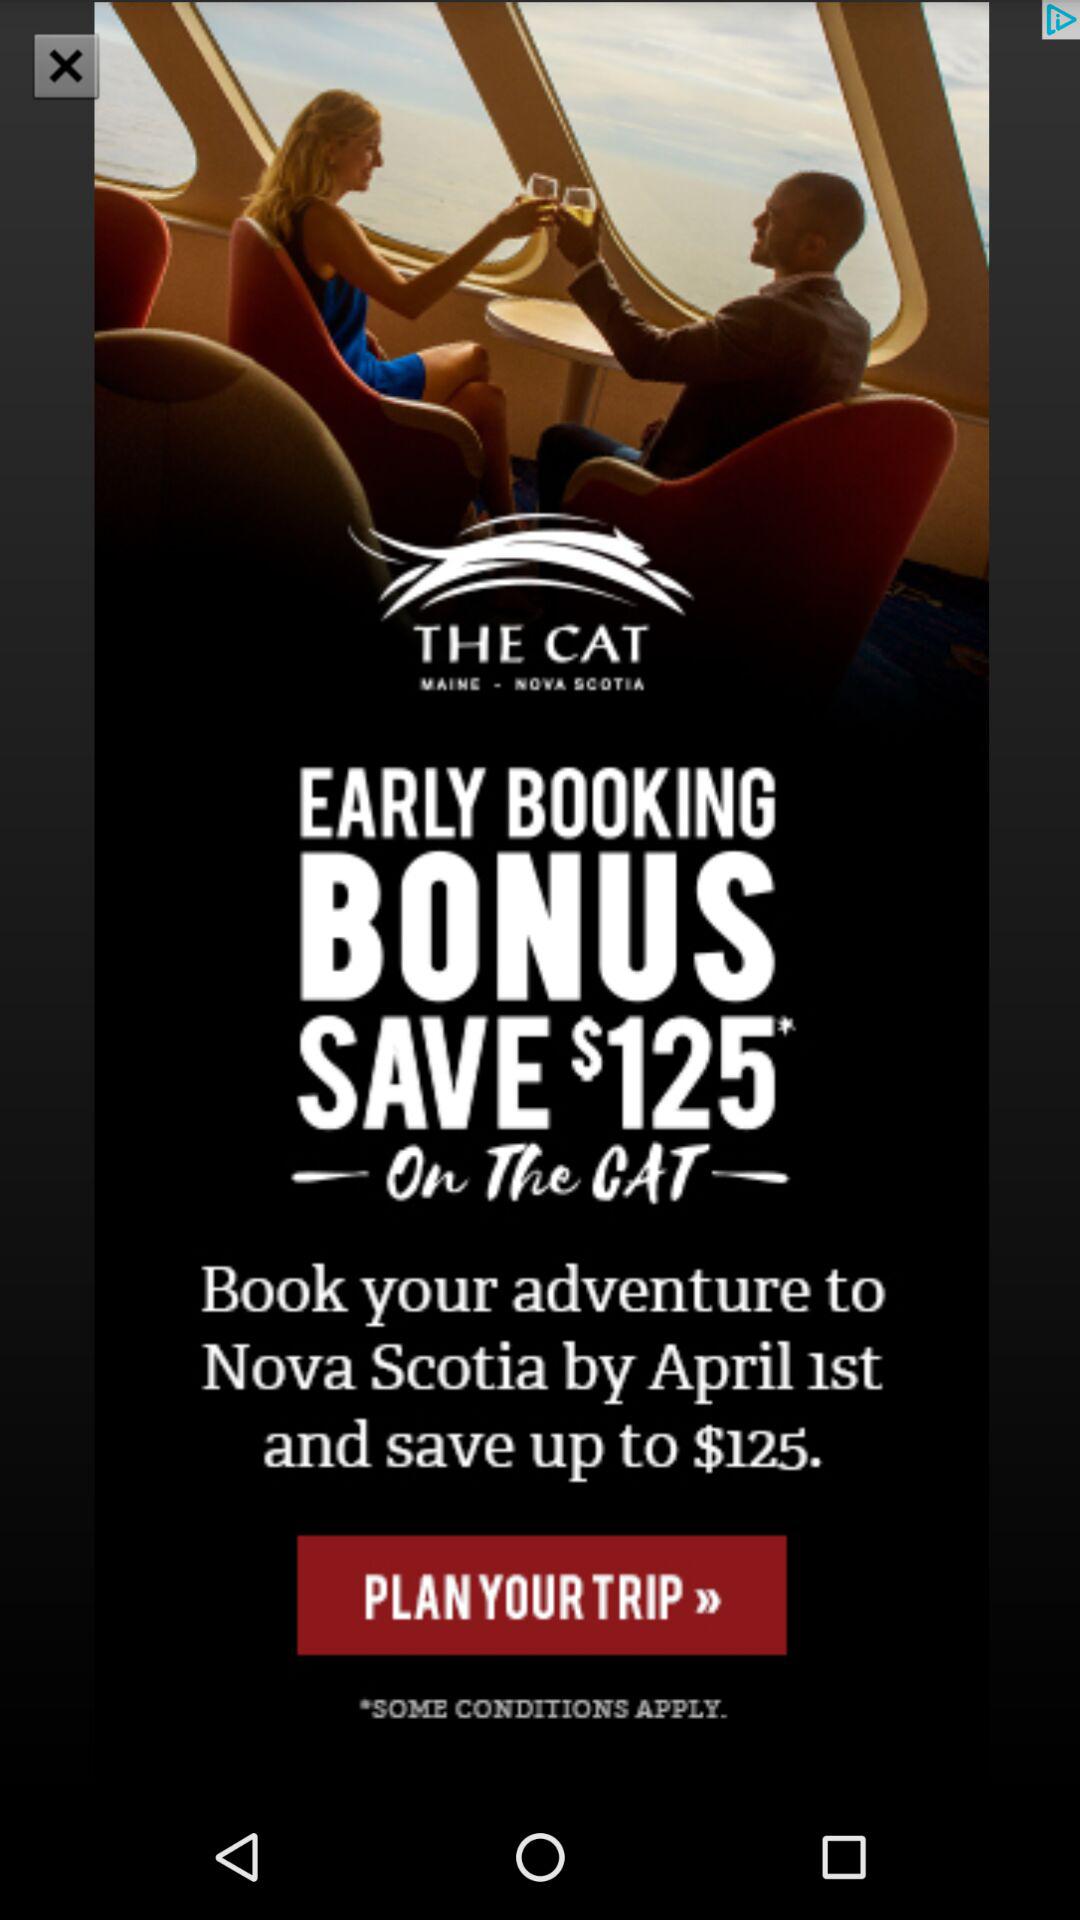 THE CAT
MAINE - NOVA SCOTIA
EARLY BOOKING
BONUS
SAVE $125*
On The CAT
Book your adventure to
Nova Scotia by April 1st
and save up to $125.
PLAN YOUR TRIP »
*SOME CONDITIONS APPLY.